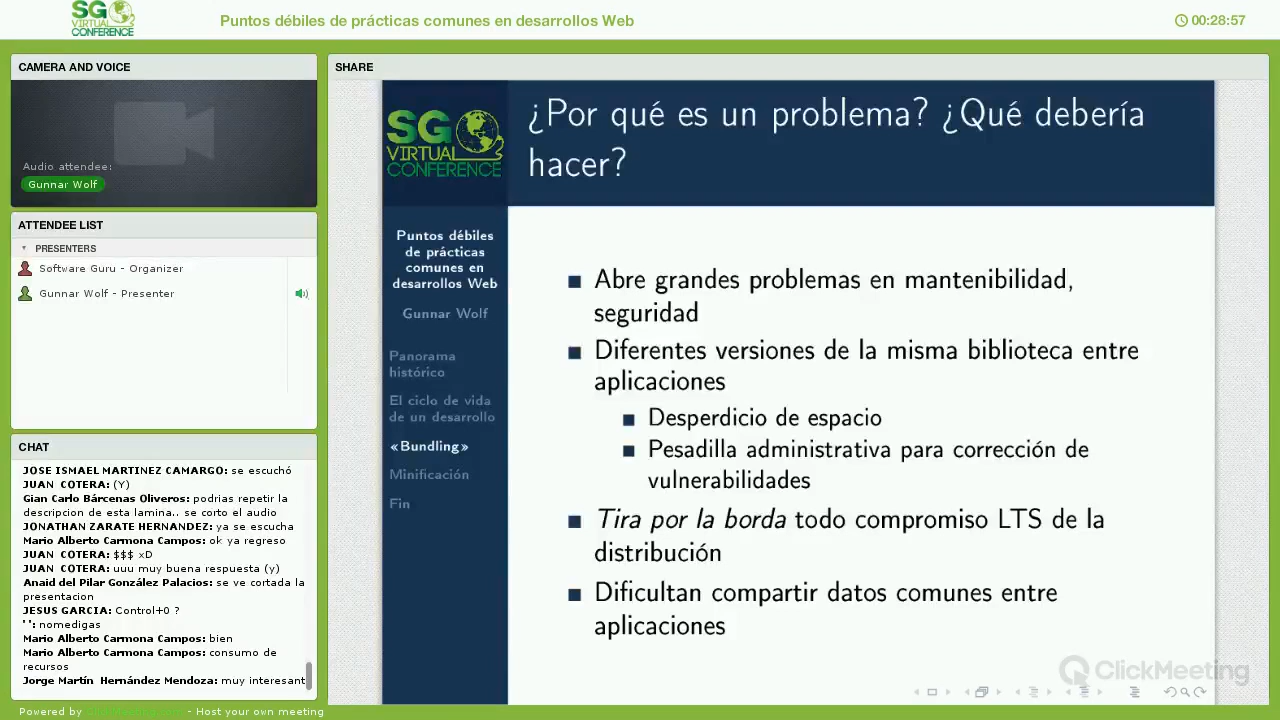 SG
VIRTUAL
CONFERENCE
Puntos débiles de prácticas comunes en desarrollos Web
00:28:57
CAMERA AND VOICE
Audio attendee:
Gunnar Wolf
ATTENDEE LIST
PRESENTERS
Software Guru - Organizer
Gunnar Wolf - Presenter
CHAT
JOSE ISMAEL MARTINEZ CAMARGO: se escuchó
JUAN COTERA: (Y)
Gian Carlo Bárcenas Oliveros: podrias repetir la
descripcion de esta lamina.. se corto el audio
JONATHAN ZARATE HERNANDEZ: ya se escucha
Mario Alberto Carmona Campos: ok ya regreso
JUAN COTERA: $$$ xD
JUAN COTERA: uuu muy buena respuesta (y)
Anaid del Pilar González Palacios: se ve cortada la
presentacion
JESUS GARCIA: Control+0 ?
' ': nomedigas
Mario Alberto Carmona Campos: bien
Mario Alberto Carmona Campos: consumo de
recursos
Jorge Martín Hernández Mendoza: muy interesant
Powered by - Host your own meeting
SHARE
SG
VIRTUAL
CONFERENCE
¿Por qué es un problema? ¿Qué debería
hacer?
Puntos débiles
de prácticas
comunes en
desarrollos Web
Gunnar Wolf
Panorama
histórico
El ciclo de vida
de un desarrollo
«Bundling»
Minificación
Fin
Abre grandes problemas en mantenibilidad,
seguridad
Diferentes versiones de la misma biblioteca entre
aplicaciones
Desperdicio de espacio
Pesadilla administrativa para corrección de
vulnerabilidades
Tira por la borda todo compromiso LTS de la
distribución
Dificultan compartir datos comunes entre
aplicaciones
ClickMeeting